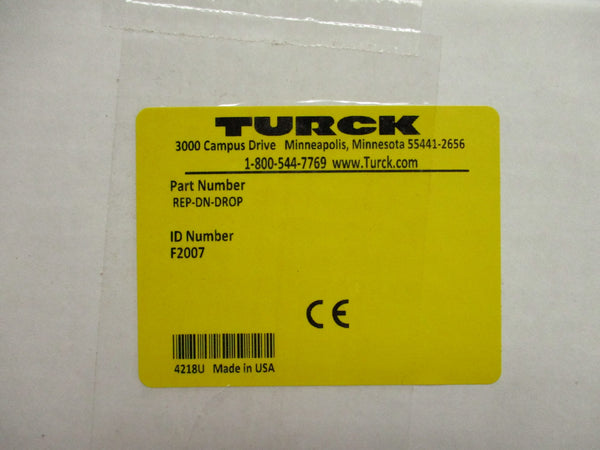 TURCK
3000 Campus Drive Minneapolis, Minnesota 55441-2656
1-800-544-7769 www.Turck.com
Part Number
REP-DN-DROP
ID Number
F2007
CE
4218U Made in USA